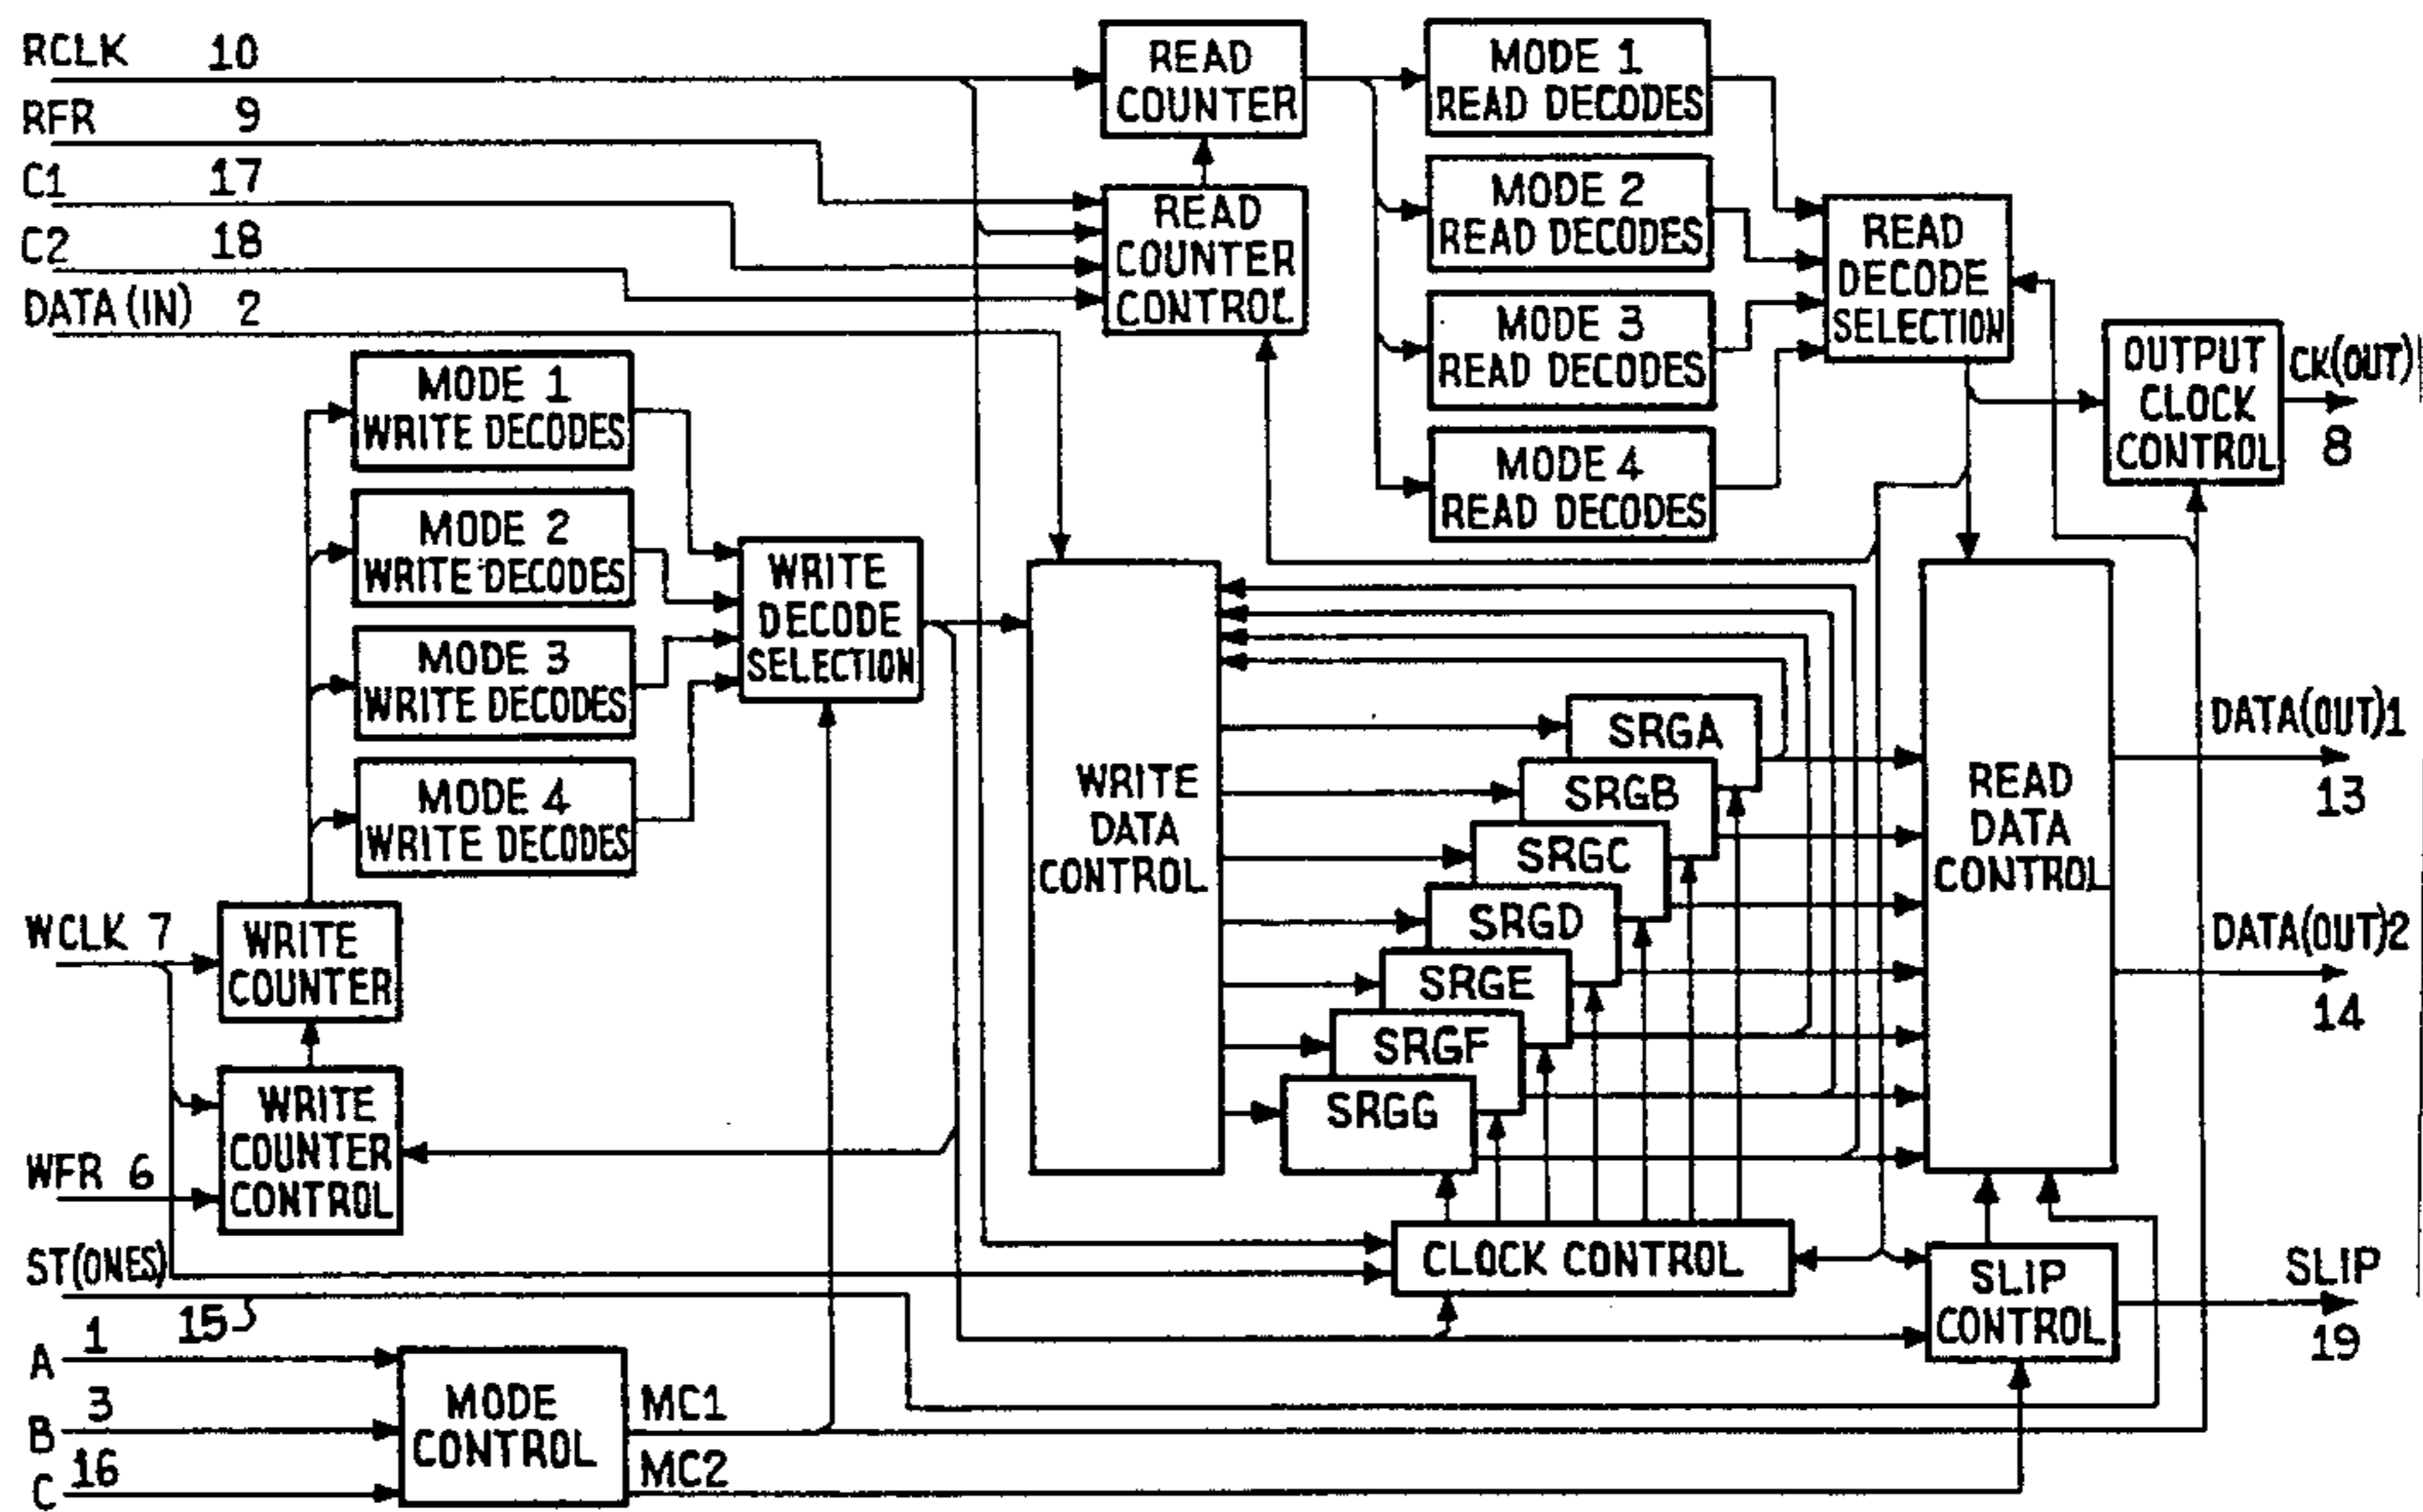 RCLK 10
RFR 9
C1 17
C2 18
DATA(IN) 2
READ
COUNTER
READ
COUNTER
CONTROL
MODE 1
READ DECODES
MODE 2
READ DECODES
MODE 3
READ DECODES
MODE 4
READ DECODES
READ
DECODE
SELECTION
OUTPUT
CLOCK
CONTROL
CK(OUT)
8
MODE 1
WRITE DECODES
MODE 2
WRITE DECODES
MODE 3
WRITE DECODES
MODE 4
WRITE DECODES
WRITE
DECODE
SELECTION
WRITE
DATA
CONTROL
SRGA
SRGB
SRGC
SRGD
SRGE
SRGF
SRGG
READ
DATA
CONTROL
DATA(OUT)1
13
DATA(OUT)2
14
WCLK 7
WRITE
COUNTER
WRITE
COUNTER
CONTROL
WFR 6
ST(ONES)
15
CLOCK CONTROL
SLIP
CONTROL
SLIP
19
A 1
B 3
C 16
MODE
CONTROL
MC1
MC2